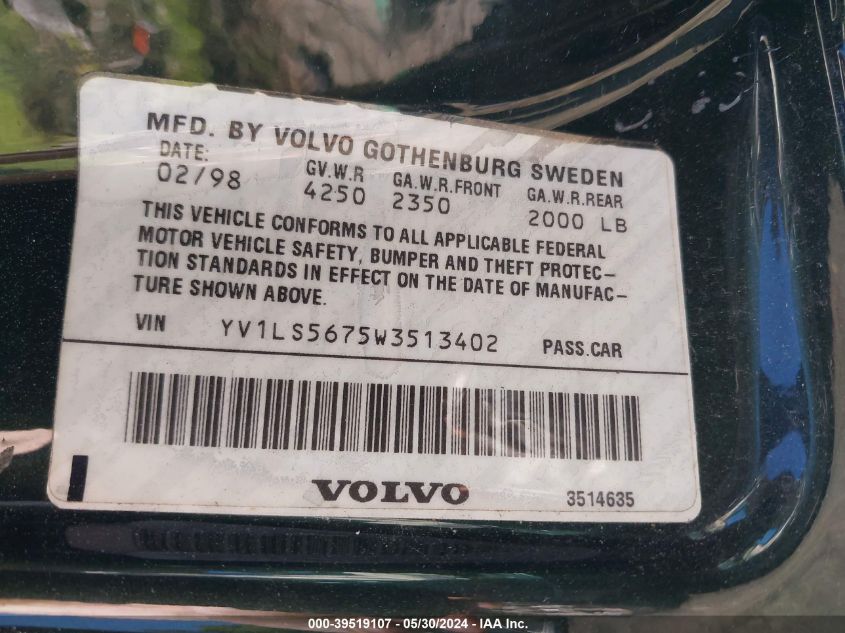 MFD. BY VOLVO GOTHENBURG SWEDEN
DATE: GV.W.R GA.W.R.FRONT GA.W.R.REAR
02/98 4250 2350 2000 LB
THIS VEHICLE CONFORMS TO ALL APPLICABLE FEDERAL
MOTOR VEHICLE SAFETY, BUMPER AND THEFT PROTEC-
TION STANDARDS IN EFFECT ON THE DATE OF MANUFAC-
TURE SHOWN ABOVE.
VIN YV1LS5675W3513402 PASS.CAR
VOLVO 3514635
000-39519107 - 05/30/2024 - IAA Inc.